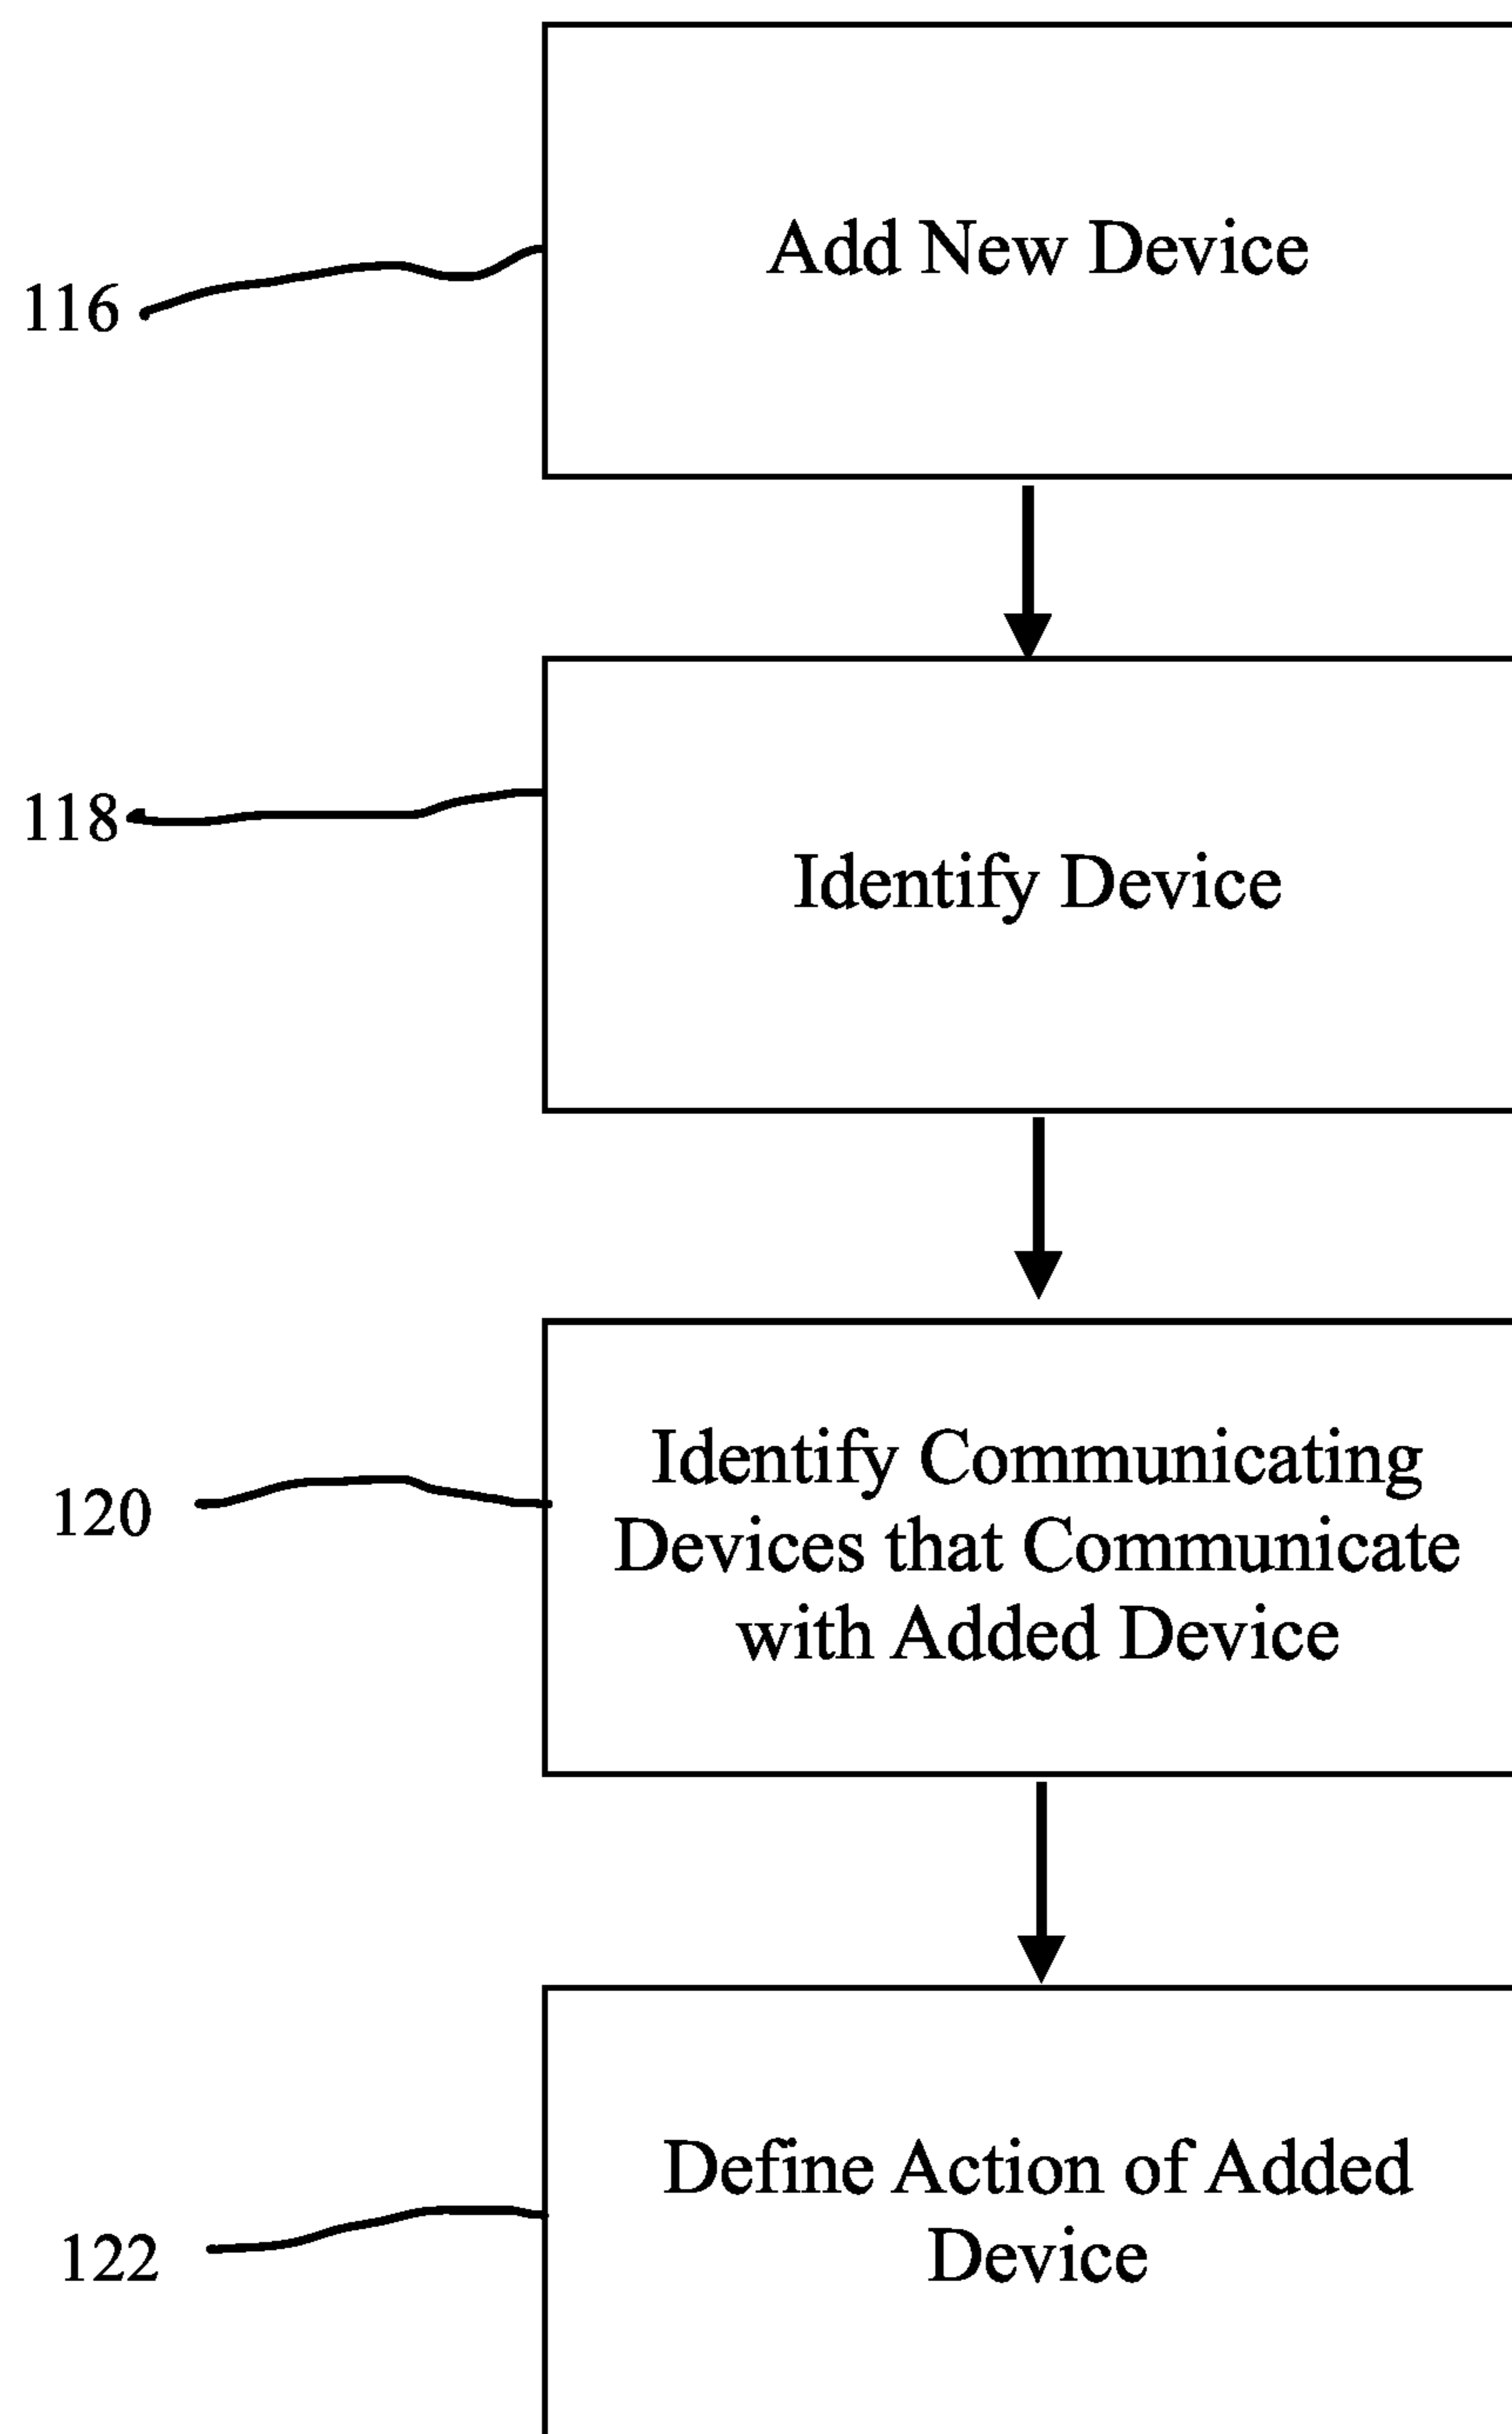 Add New Device
116
118
Identify Device
Identify Communicating
120
Devices that Communicate
with Added Device
Define Action of Added
122
Device